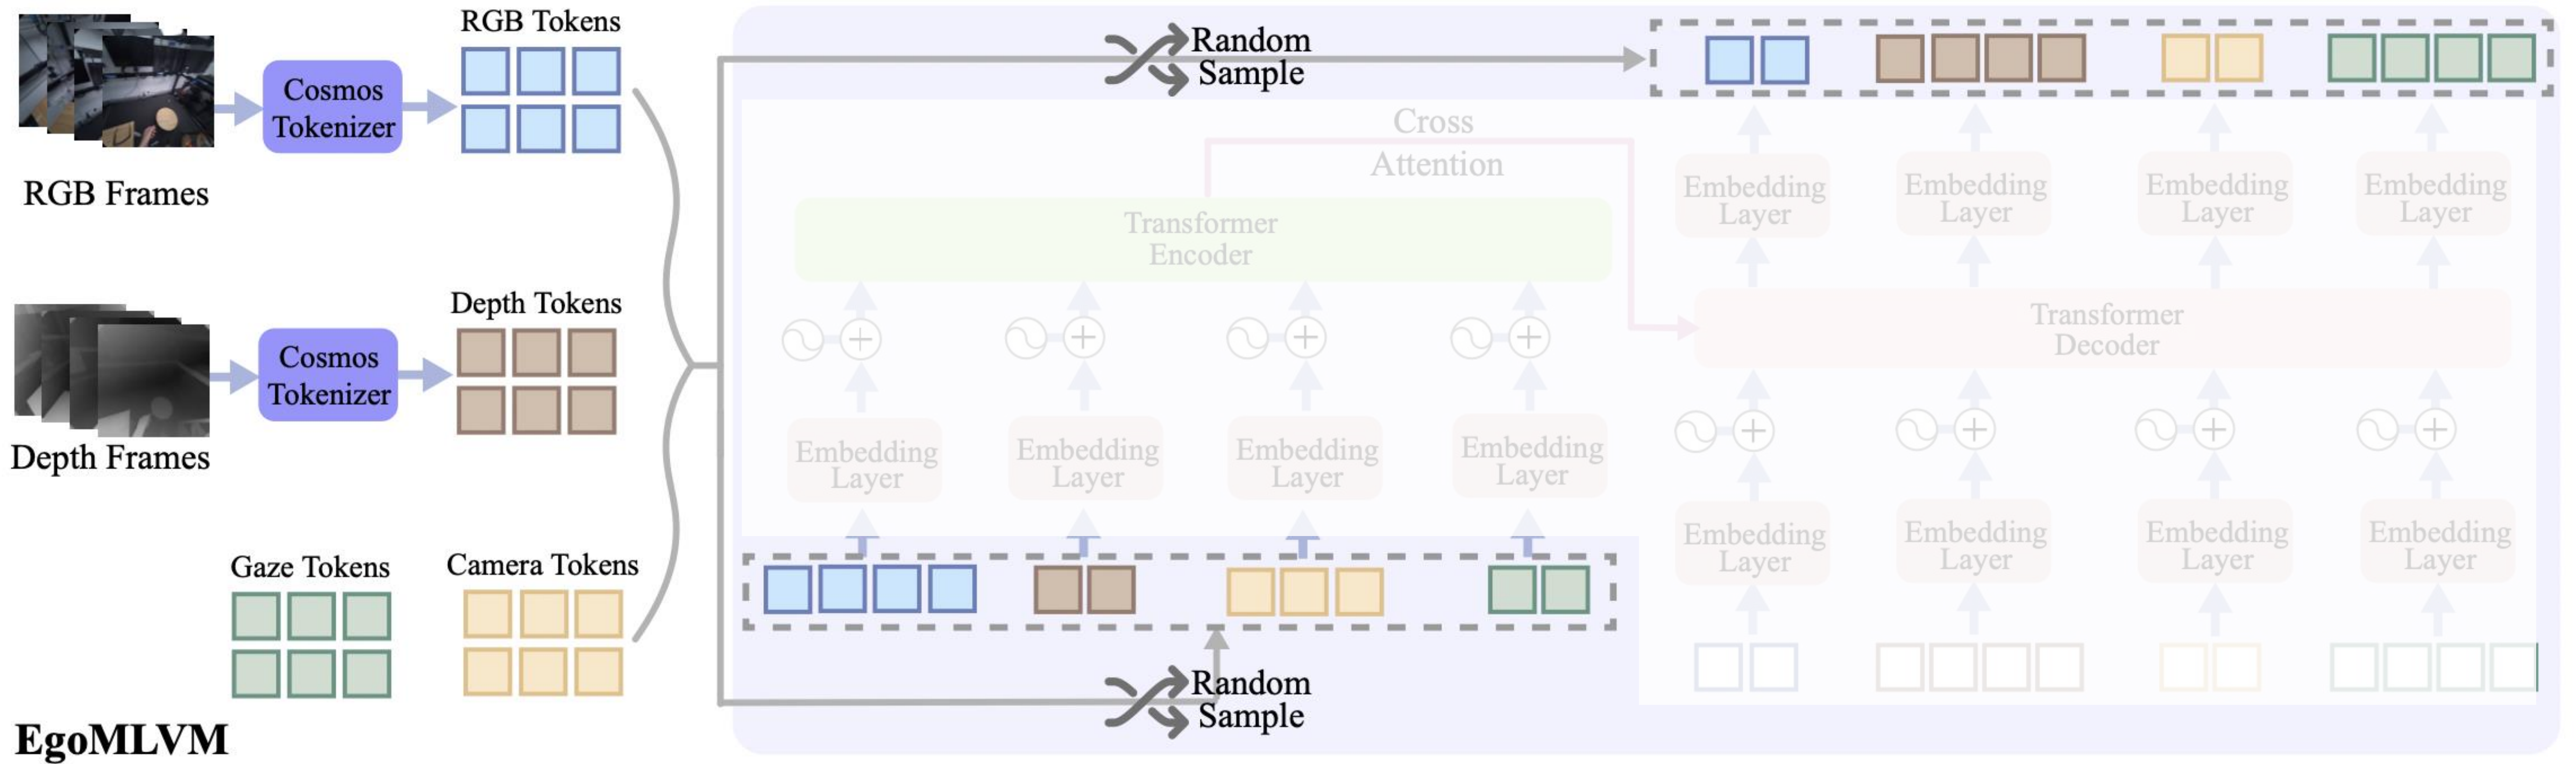 RGB Tokens
Cosmos
Tokenizer
RGB Frames
Depth Tokens
Cosmos
Tokenizer
Depth Frames
Gaze Tokens
Camera Tokens
EgoMLVM
Random
Sample
Cross
Attention
Transformer
Encoder
Embedding
Layer
Embedding
Layer
Embedding
Layer
Embedding
Layer
Random
Sample
Embedding
Layer
Embedding
Layer
Embedding
Layer
Embedding
Layer
Transformer
Decoder
Embedding
Layer
Embedding
Layer
Embedding
Layer
Embedding
Layer